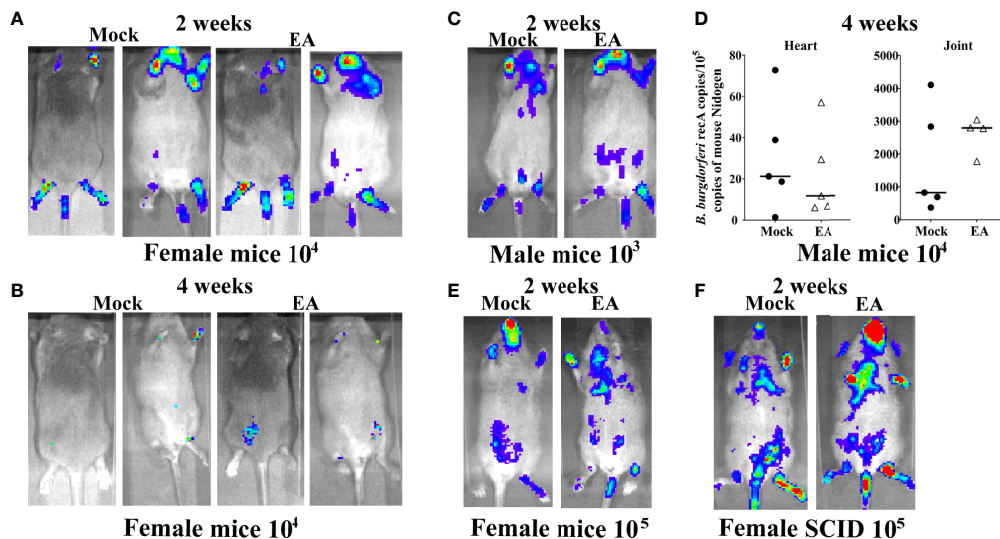 A
2 weeks
Mock
EA
Female mice 10⁴
B
4 weeks
Mock
EA
Female mice 10⁴
C
2 weeks
Mock
EA
Male mice 10³
D
4 weeks
Heart
Joint
B. burgdorferi recA copies/10⁵
copies of mouse Nidogen
80
60
40
20
0
Mock
EA
5000
4000
3000
2000
1000
0
Mock
EA
Male mice 10⁴
E
2 weeks
Mock
EA
Female mice 10⁵
F
2 weeks
Mock
EA
Female SCID 10⁵